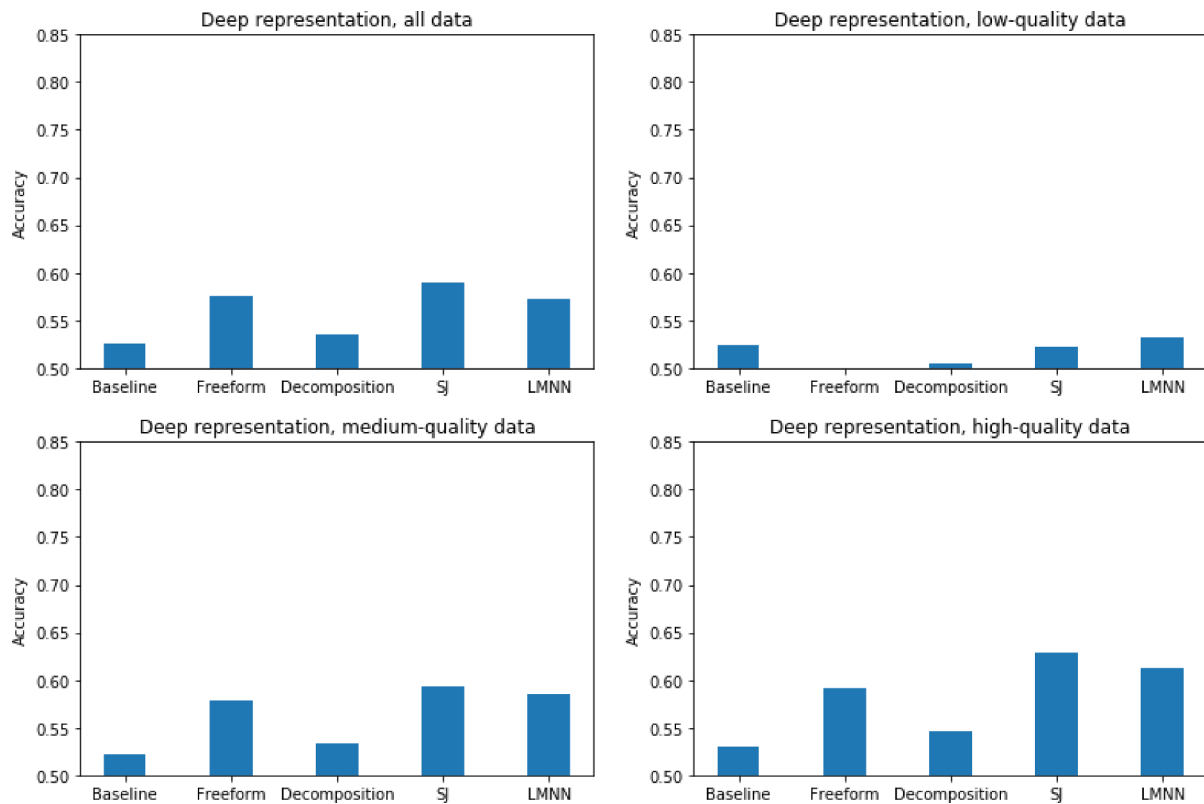 Deep representation, all data
0.85
0.80
0.75
0.70
0.65
0.60
0.55
0.50
Accuracy
Baseline Freeform Decomposition SJ LMNN
Deep representation, low-quality data
0.85
0.80
0.75
0.70
0.65
0.60
0.55
0.50
Accuracy
Baseline Freeform Decomposition SJ LMNN
Deep representation, medium-quality data
0.85
0.80
0.75
0.70
0.65
0.60
0.55
0.50
Accuracy
Baseline Freeform Decomposition SJ LMNN
Deep representation, high-quality data
0.85
0.80
0.75
0.70
0.65
0.60
0.55
0.50
Accuracy
Baseline Freeform Decomposition SJ LMNN